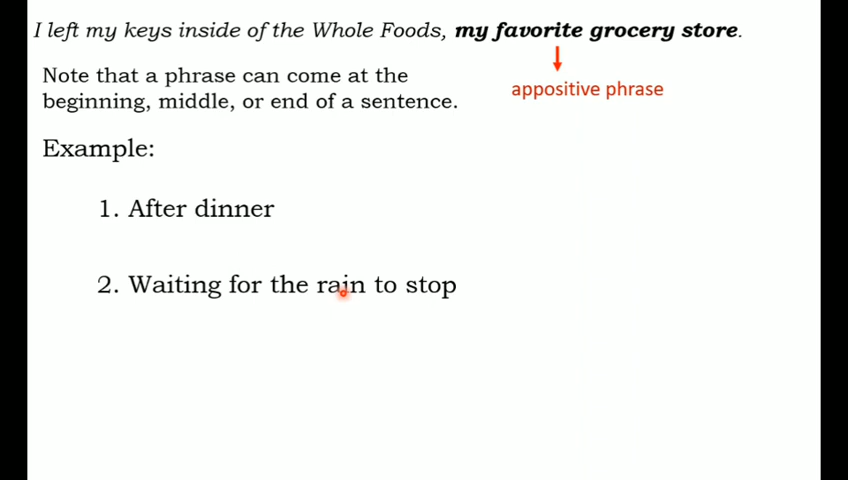 I left my keys inside of the Whole Foods, my favorite grocery store.
Note that a phrase can come at the
beginning, middle, or end of a sentence.
appositive phrase
Example:
1. After dinner
2. Waiting for the rain to stop